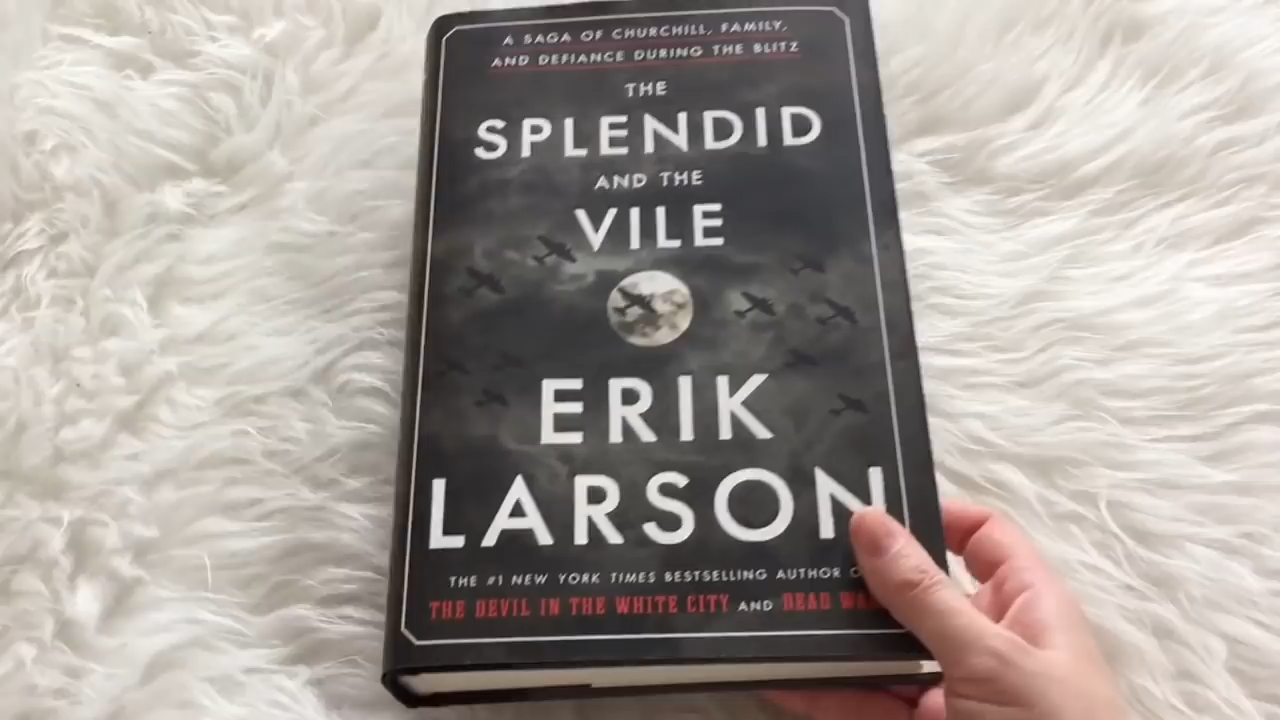 A SAGA OF CHURCHILL, FAMILY,
AND DEFIANCE DURING THE BLITZ
THE
SPLENDID
AND THE
VILE
ERIK
LARSON
THE #1 NEW YORK TIMES BESTSELLING AUTHOR
THE DEVIL IN THE WHITE CITY AND DEAD